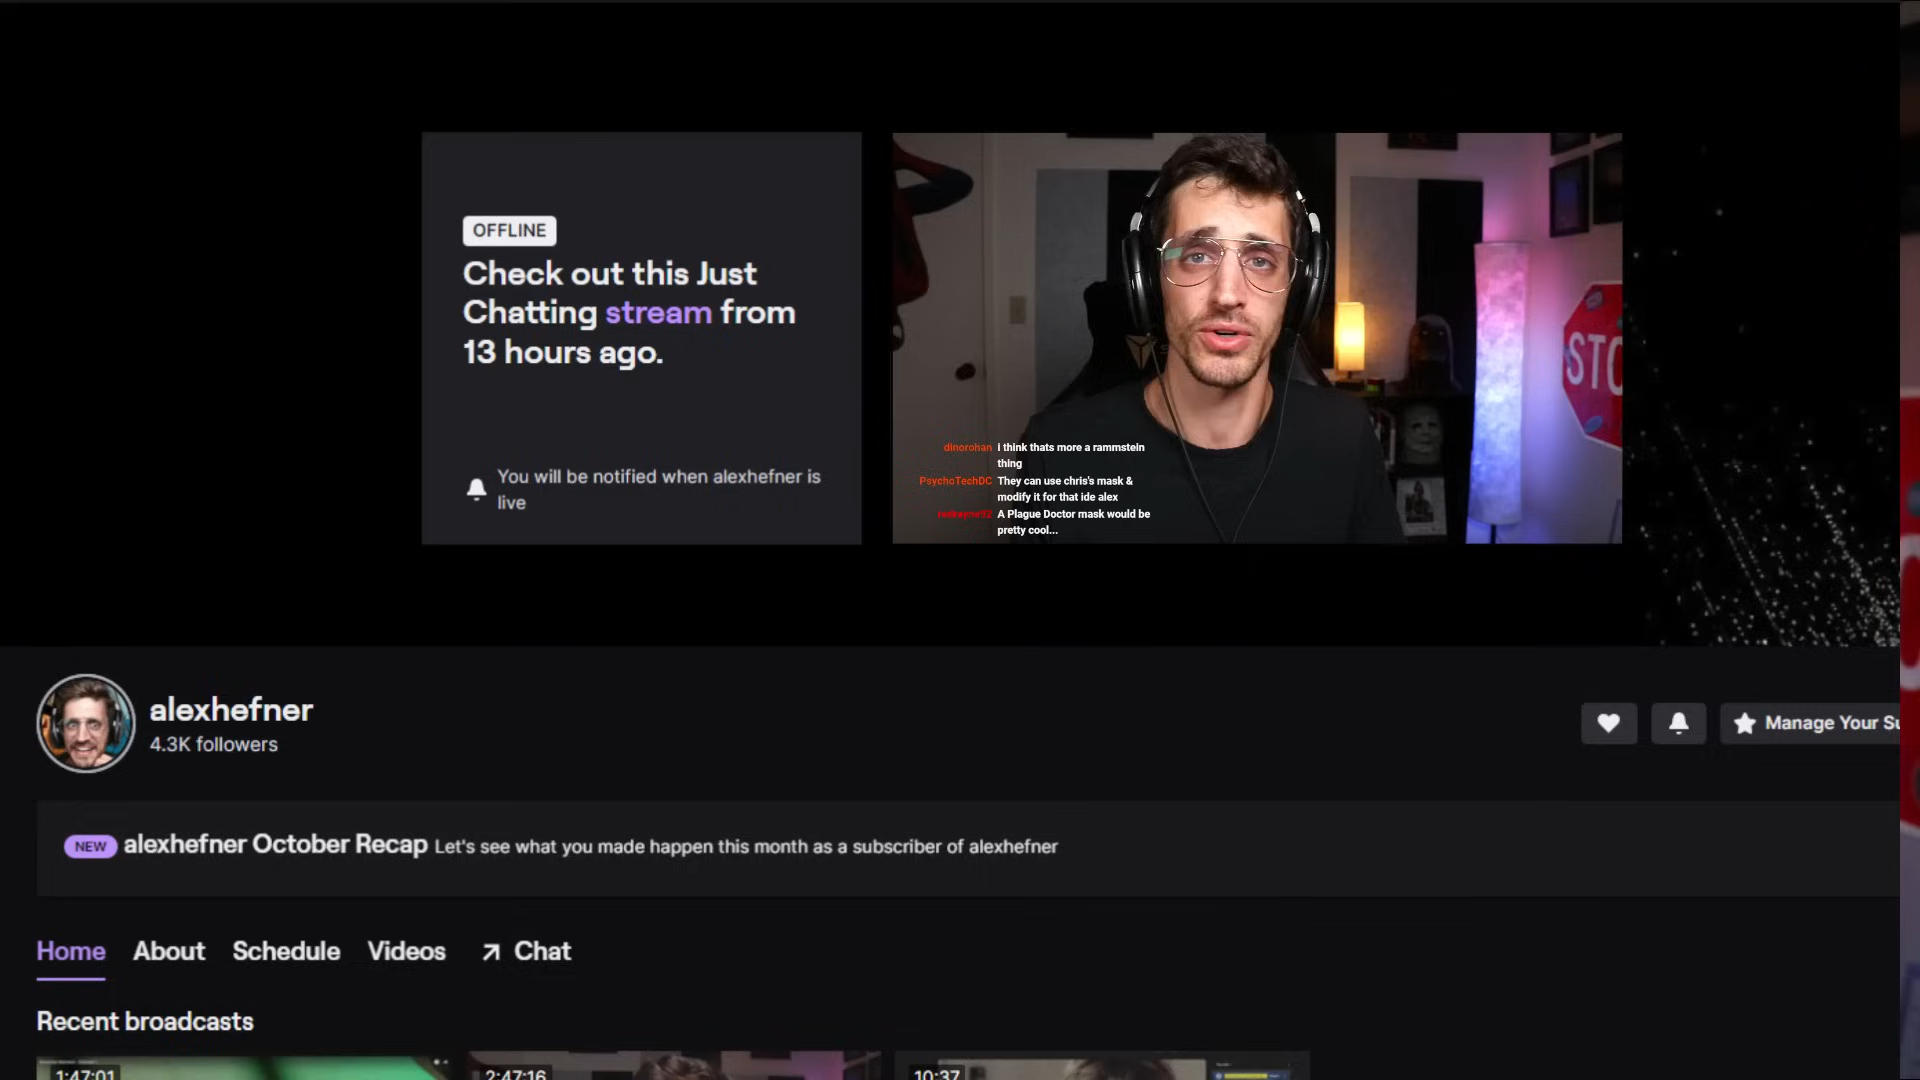 OFFLINE
Check out this Just
Chatting stream from
13 hours ago.
You will be notified when alexhefner is
live
STO
dinorohan i think thats more a rammstein
thing
PsychoTechDC They can use chris's mask &
modify it for that ide alex
A Plague Doctor mask would be
pretty cool...
alexhefner
4.3K followers
Manage Your Su
NEW alexhefner October Recap Let's see what you made happen this month as a subscriber of alexhefner
Home About Schedule Videos Chat
Recent broadcasts
1:47:01 2:47:16 10:37